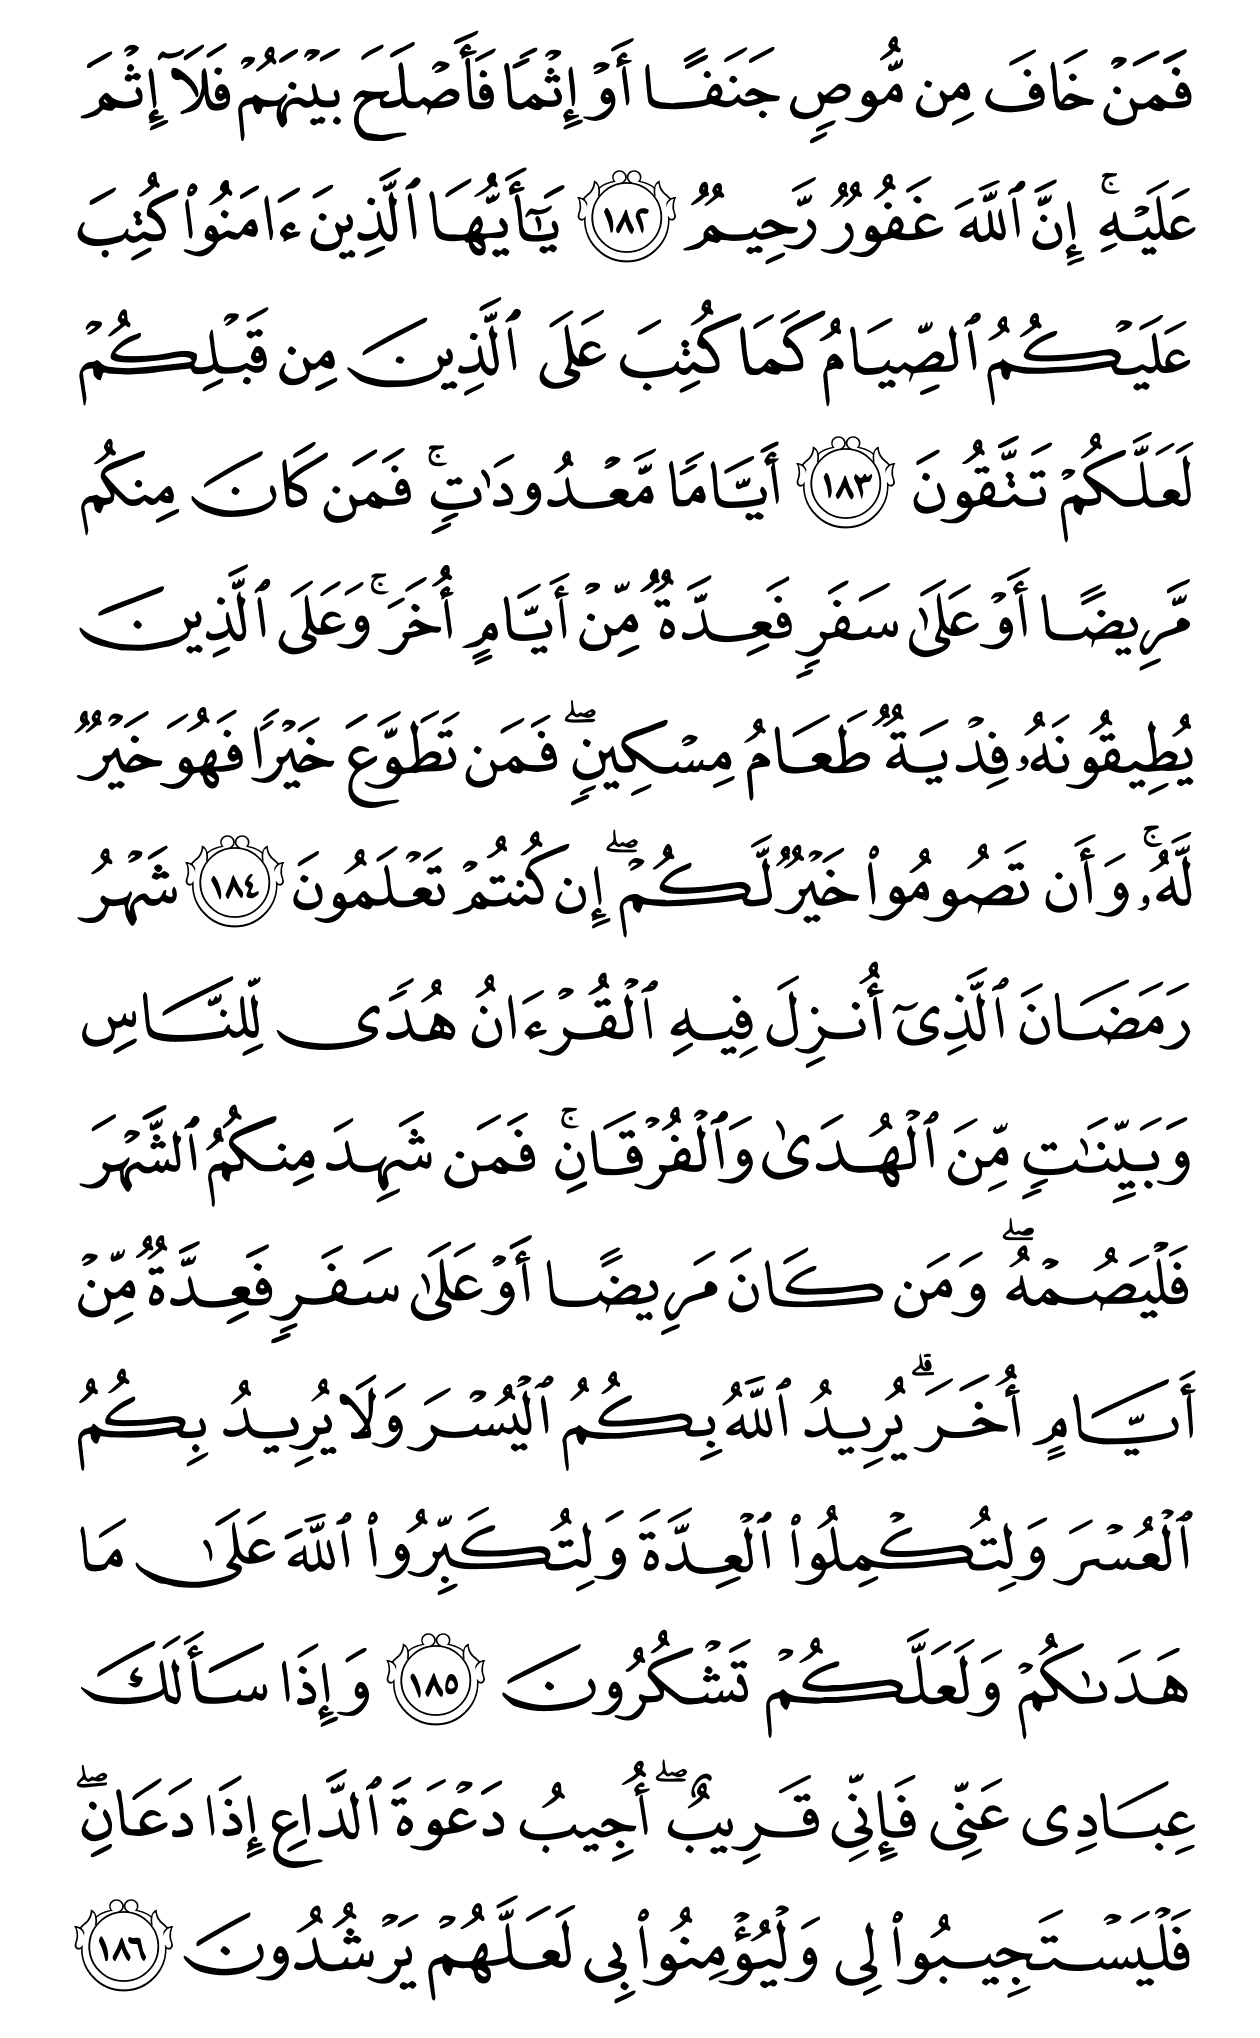 فَمَنْ خَافَ مِن مُّوصٍ جَنَفًا أَوْ إِثْمًا فَأَصْلَحَ بَيْنَهُمْ فَلَآ إِثْمَ
عَلَيْهِ ۚ إِنَّ ٱللَّهَ غَفُورٌ رَّحِيمٌ ١٨٢ يَـٰٓأَيُّهَا ٱلَّذِينَ ءَامَنُوا۟ كُتِبَ
عَلَيْكُمُ ٱلصِّيَامُ كَمَا كُتِبَ عَلَى ٱلَّذِينَ مِن قَبْلِكُمْ
لَعَلَّكُمْ تَتَّقُونَ ١٨٣ أَيَّامًا مَّعْدُودَٰتٍ ۚ فَمَن كَانَ مِنكُم
مَّرِيضًا أَوْ عَلَىٰ سَفَرٍ فَعِدَّةٌ مِّنْ أَيَّامٍ أُخَرَ ۚ وَعَلَى ٱلَّذِينَ
يُطِيقُونَهُۥ فِدْيَةٌ طَعَامُ مِسْكِينٍ ۖ فَمَن تَطَوَّعَ خَيْرًا فَهُوَ خَيْرٌ
لَّهُۥ ۚ وَأَن تَصُومُوا۟ خَيْرٌ لَّكُمْ ۖ إِن كُنتُمْ تَعْلَمُونَ ١٨٤ شَهْرُ
رَمَضَانَ ٱلَّذِىٓ أُنزِلَ فِيهِ ٱلْقُرْءَانُ هُدًى لِّلنَّاسِ
وَبَيِّنَـٰتٍ مِّنَ ٱلْهُدَىٰ وَٱلْفُرْقَانِ ۚ فَمَن شَهِدَ مِنكُمُ ٱلشَّهْرَ
فَلْيَصُمْهُ ۖ وَمَن كَانَ مَرِيضًا أَوْ عَلَىٰ سَفَرٍ فَعِدَّةٌ مِّنْ
أَيَّامٍ أُخَرَ ۗ يُرِيدُ ٱللَّهُ بِكُمُ ٱلْيُسْرَ وَلَا يُرِيدُ بِكُمُ
ٱلْعُسْرَ وَلِتُكْمِلُوا۟ ٱلْعِدَّةَ وَلِتُكَبِّرُوا۟ ٱللَّهَ عَلَىٰ مَا
هَدَىٰكُمْ وَلَعَلَّكُمْ تَشْكُرُونَ ١٨٥ وَإِذَا سَأَلَكَ
عِبَادِى عَنِّى فَإِنِّى قَرِيبٌ ۖ أُجِيبُ دَعْوَةَ ٱلدَّاعِ إِذَا دَعَانِ ۖ
فَلْيَسْتَجِيبُوا۟ لِى وَلْيُؤْمِنُوا۟ بِى لَعَلَّهُمْ يَرْشُدُونَ ١٨٦